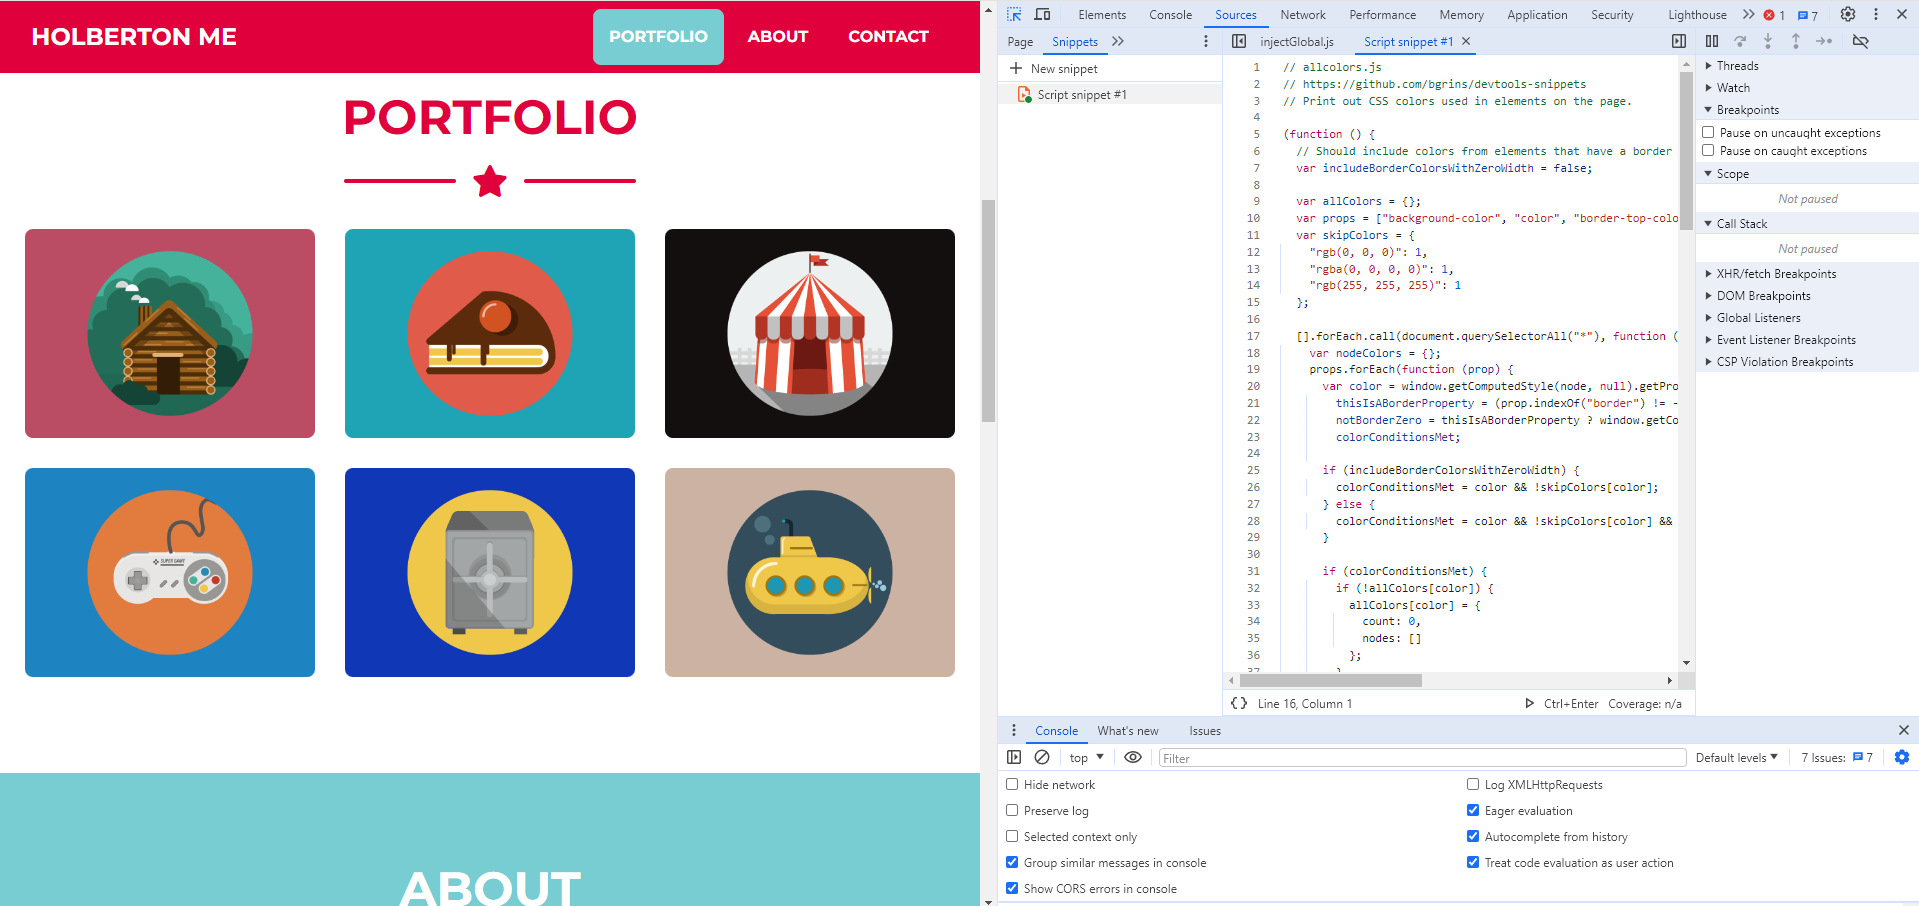 HOLBERTON ME
PORTFOLIO
ABOUT
CONTACT
PORTFOLIO
SUPER GAME
ABOUT
Elements
Console
Sources
Network
Performance
Memory
Application
Security
Lighthouse
1
7
Page
Snippets
injectGlobal.js
Script snippet #1
New snippet
Script snippet #1
1 // allcolors.js
2 // https://github.com/bgrins/devtools-snippets
3 // Print out CSS colors used in elements on the page.
4
5 (function () {
6 // Should include colors from elements that have a border
7 var includeBorderColorsWithZeroWidth = false;
8
9 var allColors = {};
10 var props = ["background-color", "color", "border-top-colo
11 var skipColors = {
12 "rgb(0, 0, 0)": 1,
13 "rgba(0, 0, 0, 0)": 1,
14 "rgb(255, 255, 255)": 1
15 };
16
17 [].forEach.call(document.querySelectorAll("*"), function (
18 var nodeColors = {};
19 props.forEach(function (prop) {
20 var color = window.getComputedStyle(node, null).getPro
21 thisIsABorderProperty = (prop.indexOf("border") != -
22 notBorderZero = thisIsABorderProperty ? window.getCo
23 colorConditionsMet;
24
25 if (includeBorderColorsWithZeroWidth) {
26 colorConditionsMet = color && !skipColors[color];
27 } else {
28 colorConditionsMet = color && !skipColors[color] &&
29 }
30
31 if (colorConditionsMet) {
32 if (!allColors[color]) {
33 allColors[color] = {
34 count: 0,
35 nodes: []
36 };
37 }
{} Line 16, Column 1
Ctrl+Enter
Coverage: n/a
Threads
Watch
Breakpoints
Pause on uncaught exceptions
Pause on caught exceptions
Scope
Not paused
Call Stack
Not paused
XHR/fetch Breakpoints
DOM Breakpoints
Global Listeners
Event Listener Breakpoints
CSP Violation Breakpoints
Console
What's new
Issues
top
Filter
Default levels
7 Issues:
7
Hide network
Log XMLHttpRequests
Preserve log
Eager evaluation
Selected context only
Autocomplete from history
Group similar messages in console
Treat code evaluation as user action
Show CORS errors in console